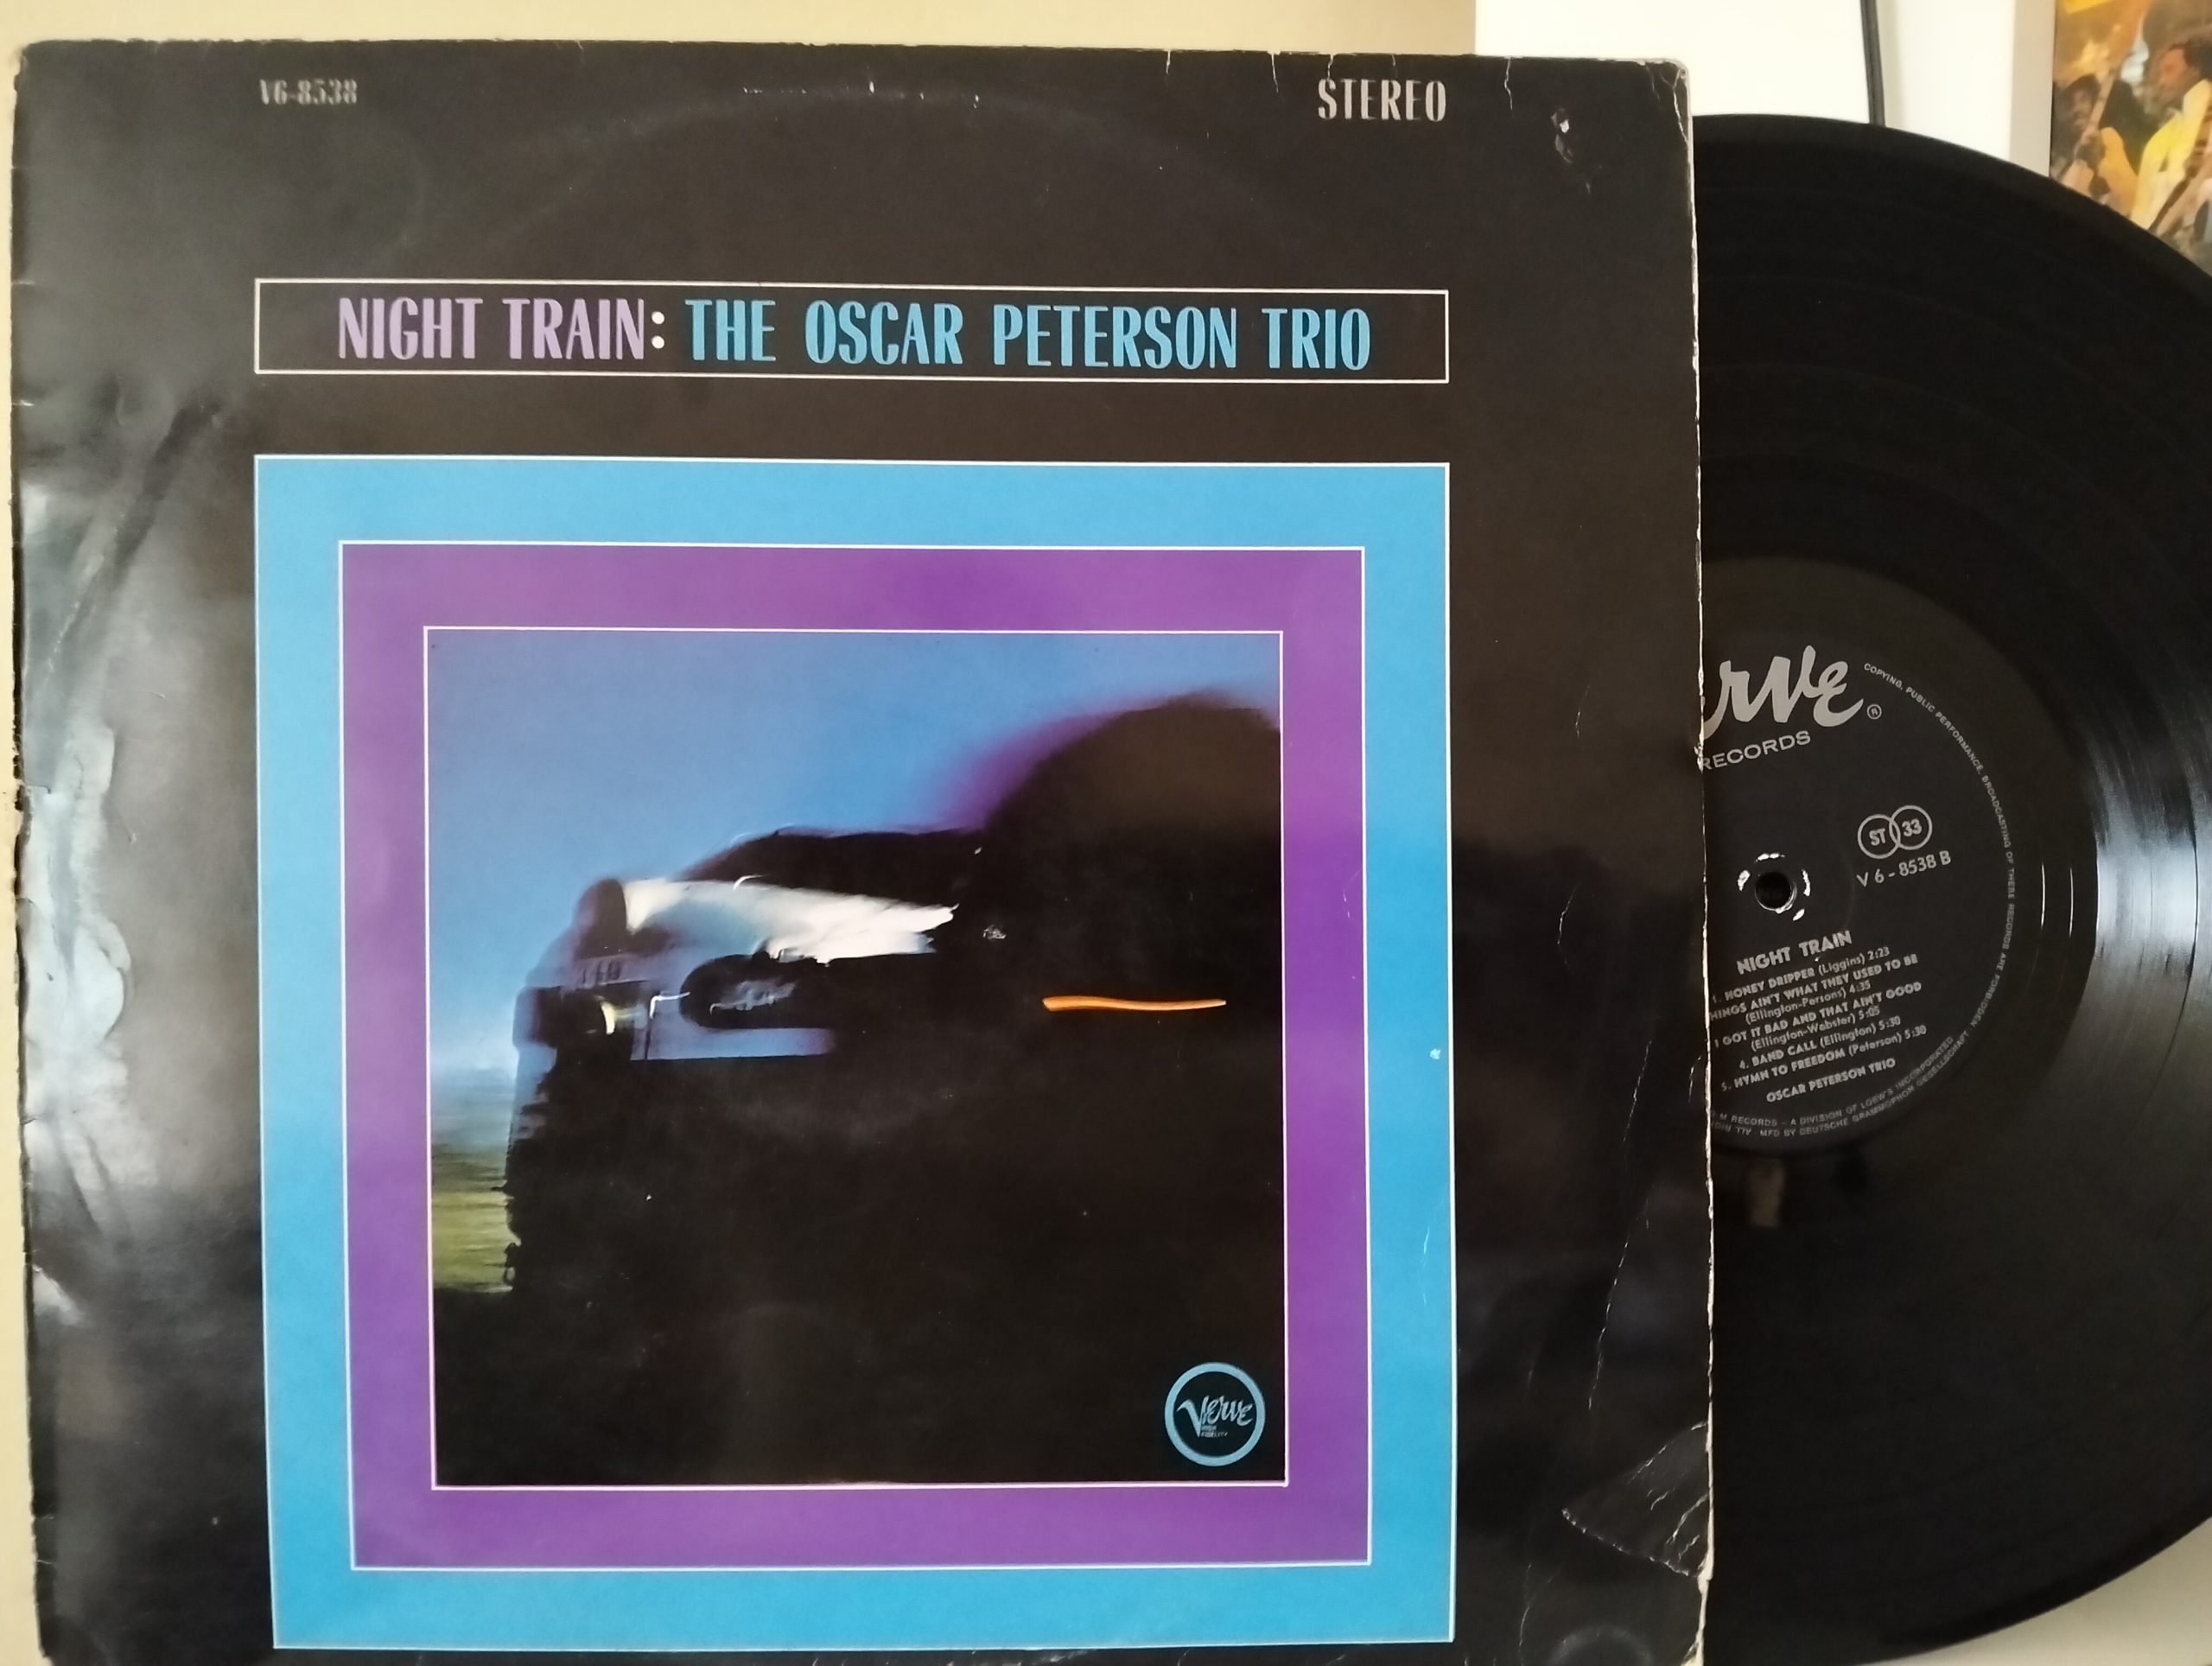 V6-8538
STEREO
NIGHT TRAIN: THE OSCAR PETERSON TRIO
Verve
HIGH
FIDELITY
erve ®
RECORDS
COPYING, PUBLIC PERFORMANCE, BROADCASTING OF THESE RECORDS ARE FORBIDDEN
ST 33
V 6 - 8538 B
NIGHT TRAIN
1. HONEY DRIPPER (Liggins) 2:23
HINGS AIN'T WHAT THEY USED TO BE
(Ellington-Persons) 4:35
I GOT IT BAD AND THAT AIN'T GOOD
(Ellington-Webster) 5:05
4. BAND CALL (Ellington) 5:30
5. HYMN TO FREEDOM (Peterson) 5:30
OSCAR PETERSON TRIO
M RECORDS - A DIVISION OF LOEW'S INCORPORATED
MFD BY DEUTSCHE GRAMMOPHON GESELLSCHAFT